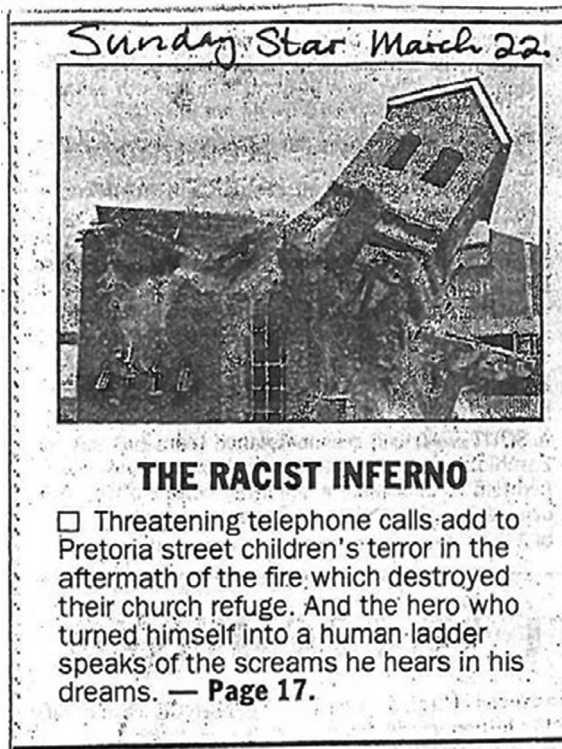 Sunday Star March 22.
THE RACIST INFERNO
☐ Threatening telephone calls add to
Pretoria street children's terror in the
aftermath of the fire which destroyed
their church refuge. And the hero who
turned himself into a human ladder
speaks of the screams he hears in his
dreams. — Page 17.